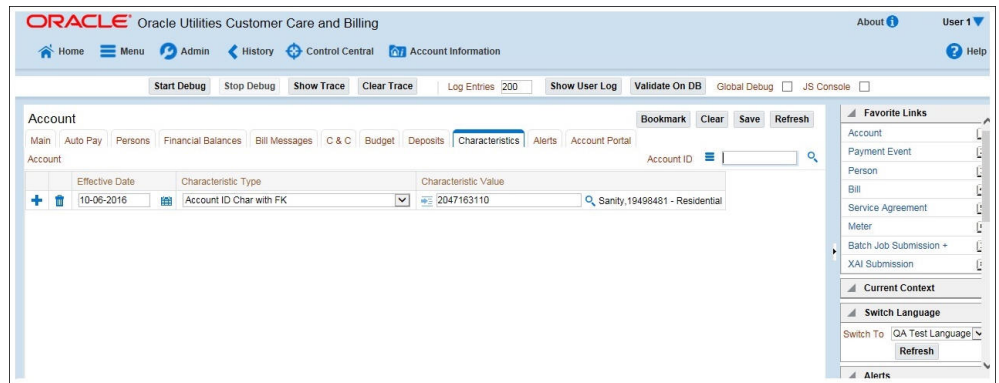 ORACLE Oracle Utilities Customer Care and Billing
About User 1
Home Menu Admin History Control Central Account Information
Help
Start Debug Stop Debug Show Trace Clear Trace Log Entries 200 Show User Log Validate On DB Global Debug JS Console
Account
Bookmark Clear Save Refresh
Main Auto Pay Persons Financial Balances Bill Messages C & C Budget Deposits Characteristics Alerts Account Portal
Account
Account ID
Effective Date Characteristic Type Characteristic Value
10-06-2016 Account ID Char with FK 2047163110 Sanity,19498481 - Residential
Favorite Links
Account
Payment Event
Person
Bill
Service Agreement
Meter
Batch Job Submission +
XAI Submission
Current Context
Switch Language
Switch To QA Test Language
Refresh
Alerts